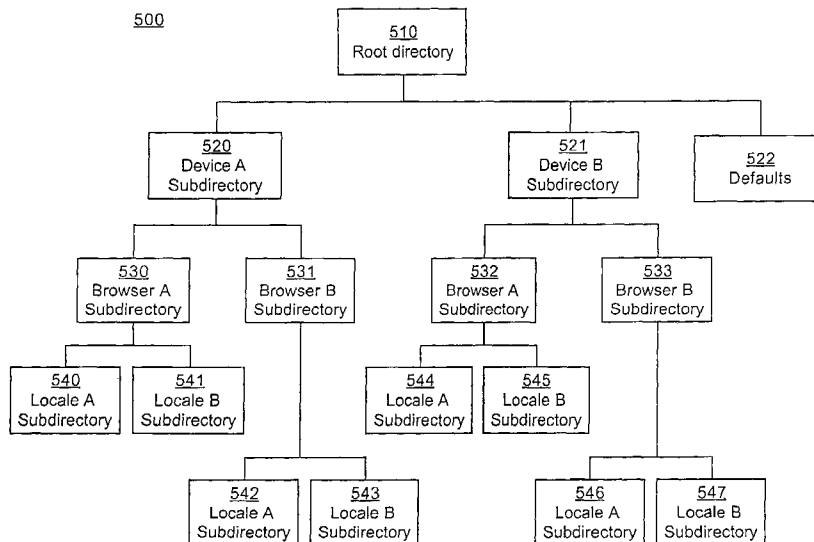 500
510
Root directory
520
Device A
Subdirectory
521
Device B
Subdirectory
522
Defaults
530
Browser A
Subdirectory
531
Browser B
Subdirectory
532
Browser A
Subdirectory
533
Browser B
Subdirectory
540
Locale A
Subdirectory
541
Locale B
Subdirectory
544
Locale A
Subdirectory
545
Locale B
Subdirectory
542
Locale A
Subdirectory
543
Locale B
Subdirectory
546
Locale A
Subdirectory
547
Locale B
Subdirectory